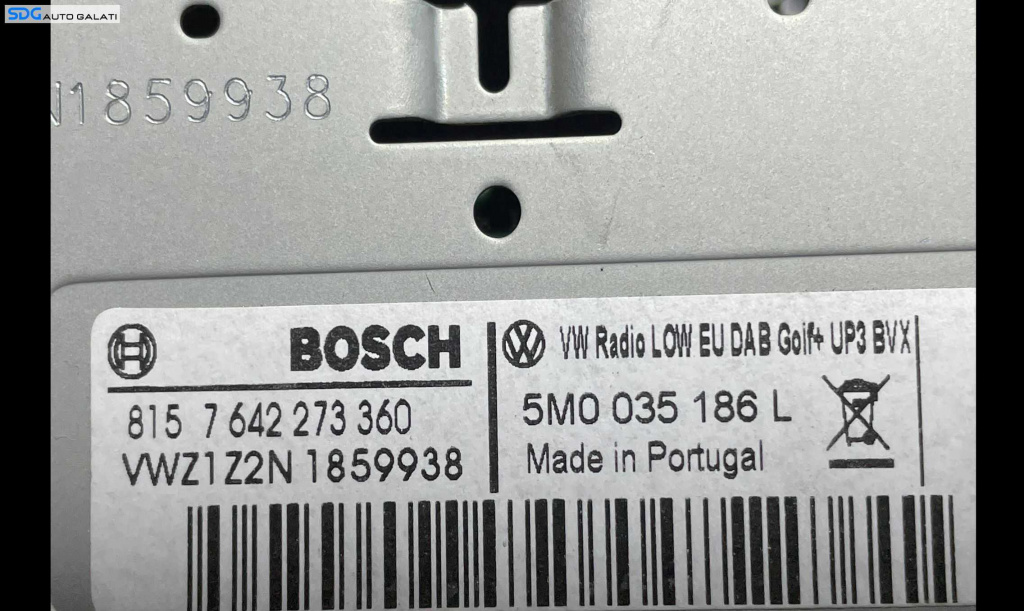 SDG AUTO GALATI
N1859938
BOSCH
815 7 642 273 360
VWZ1Z2N 1859938
VW Radio LOW EU DAB Golf+ UP3 BVX
5M0 035 186 L
Made in Portugal